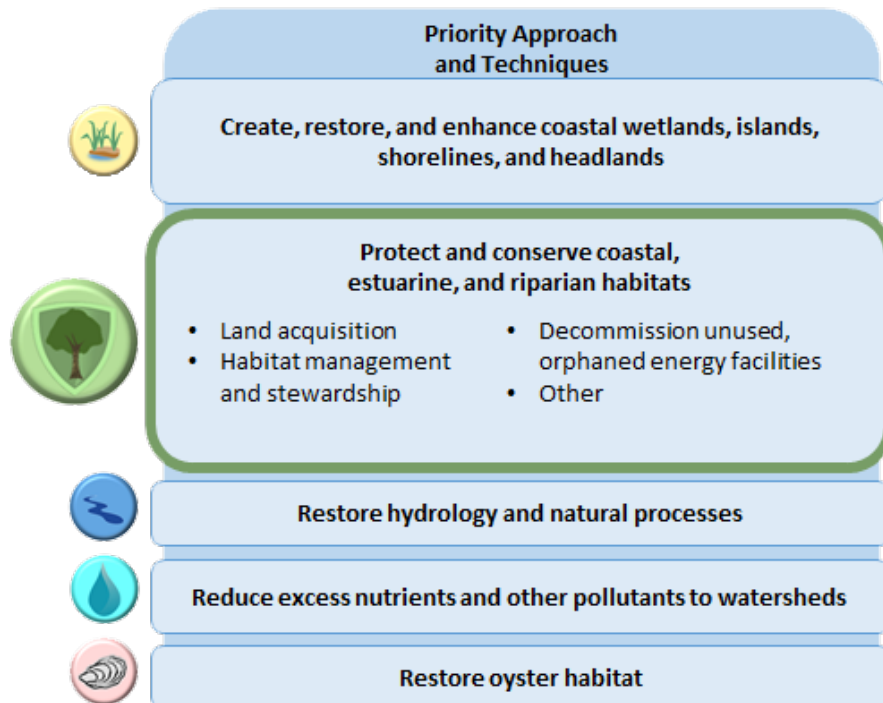 Priority Approach
and Techniques
Create, restore, and enhance coastal wetlands, islands,
shorelines, and headlands
Protect and conserve coastal,
estuarine, and riparian habitats
• Land acquisition
• Habitat management
and stewardship
• Decommission unused,
orphaned energy facilities
• Other
Restore hydrology and natural processes
Reduce excess nutrients and other pollutants to watersheds
Restore oyster habitat